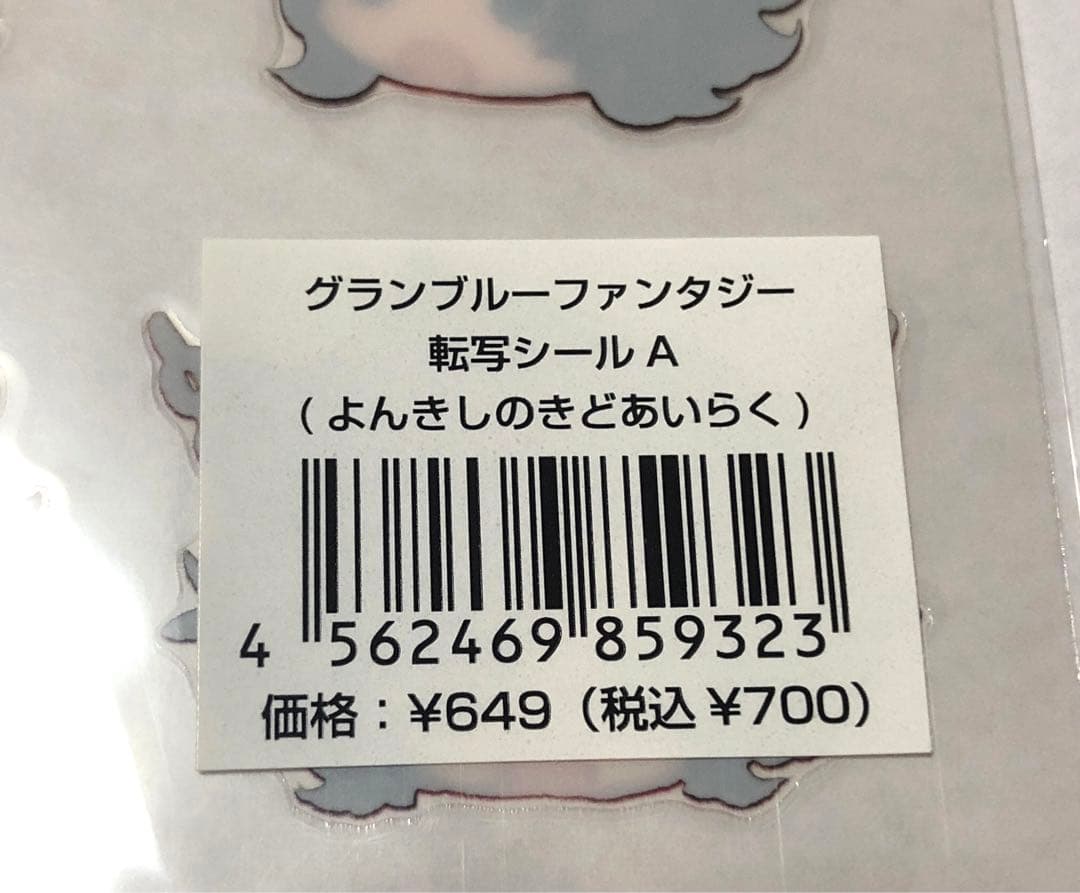 グランブルーファンタジー
転写シール A
( よんきしのきどあいらく )
4 562469 859323
価格：¥649（税込 ¥700）